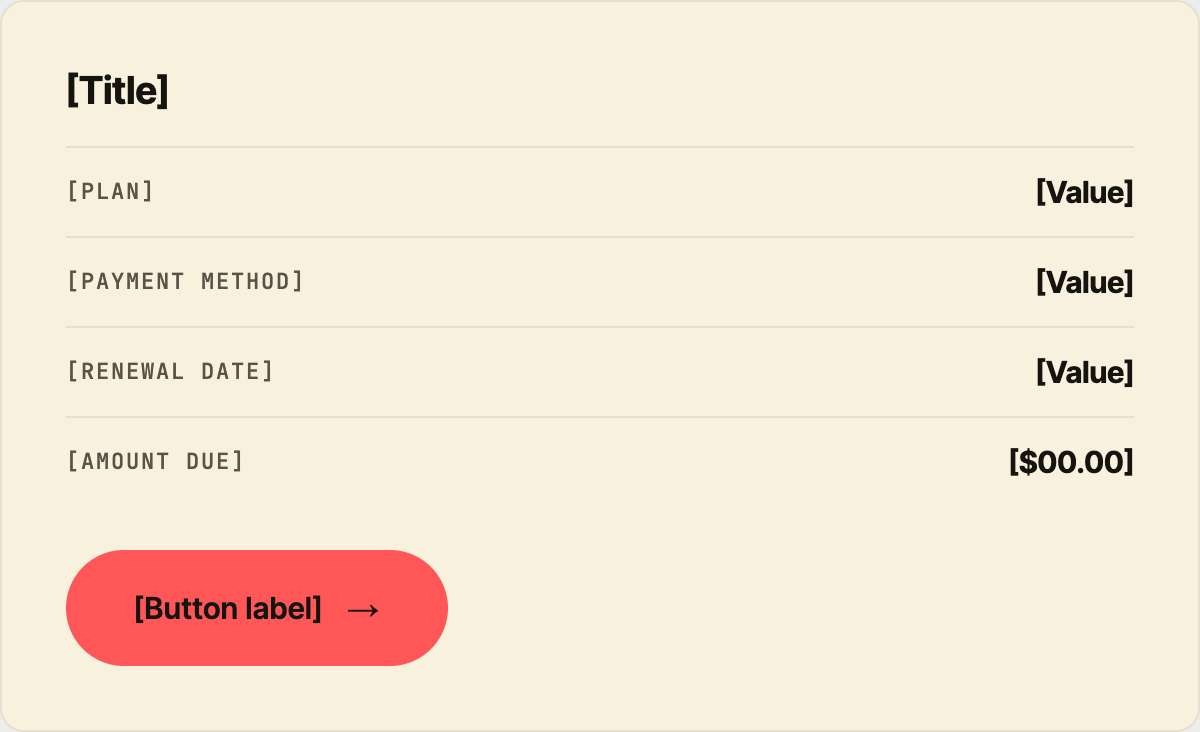 [Title]
[PLAN] [Value]
[PAYMENT METHOD] [Value]
[RENEWAL DATE] [Value]
[AMOUNT DUE] [$00.00]
[Button label] →